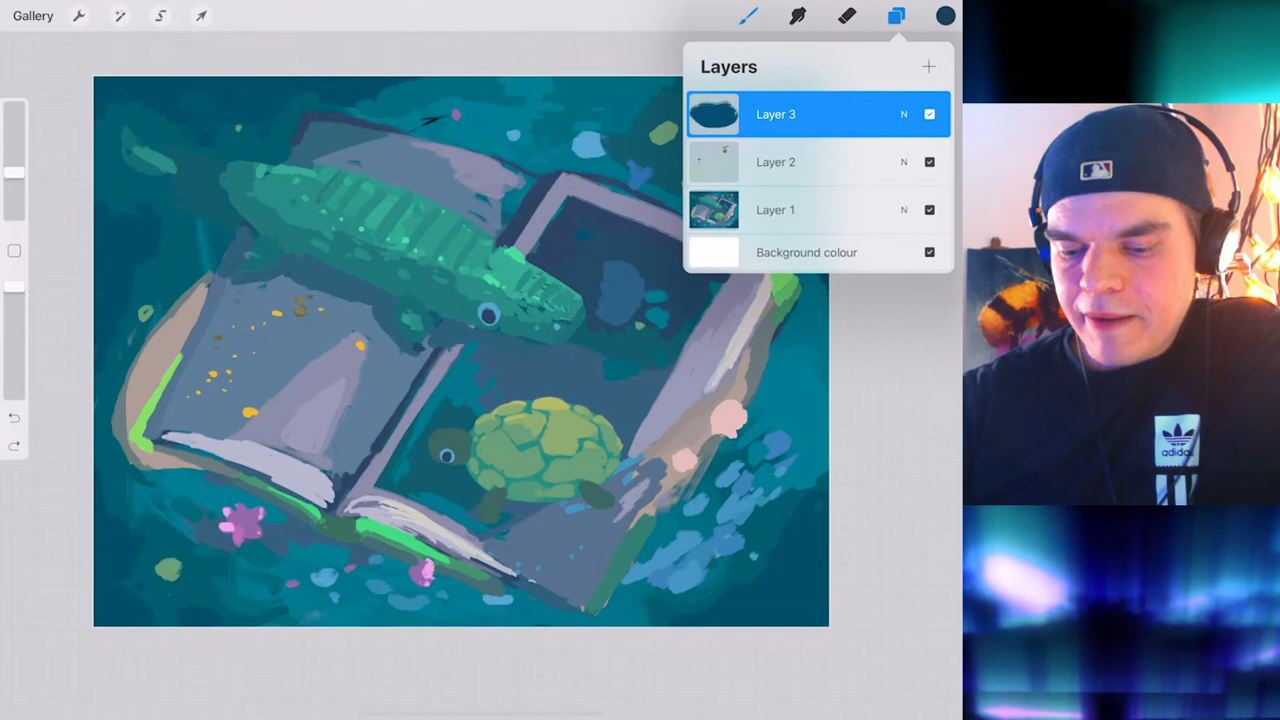 Gallery
Layers
Layer 3 N
Layer 2 N
Layer 1 N
Background colour
adidas